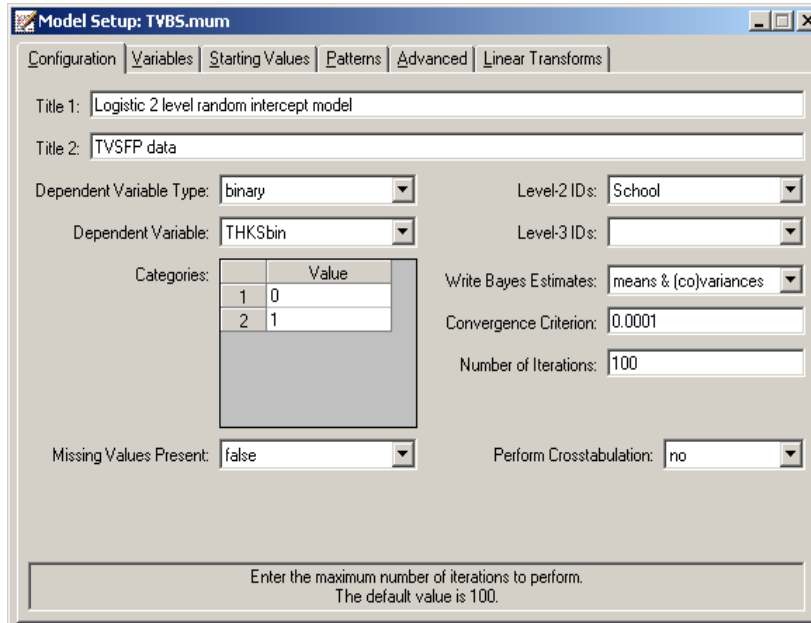 Model Setup: TVBS.mum
Configuration Variables Starting Values Patterns Advanced Linear Transforms
Title 1: Logistic 2 level random intercept model
Title 2: TVSFP data
Dependent Variable Type: binary
Level-2 IDs: School
Dependent Variable: THKSbin
Level-3 IDs:
Categories:
Value
1 0
2 1
Write Bayes Estimates: means & (co)variances
Convergence Criterion: 0.0001
Number of Iterations: 100
Missing Values Present: false
Perform Crosstabulation: no
Enter the maximum number of iterations to perform.
The default value is 100.